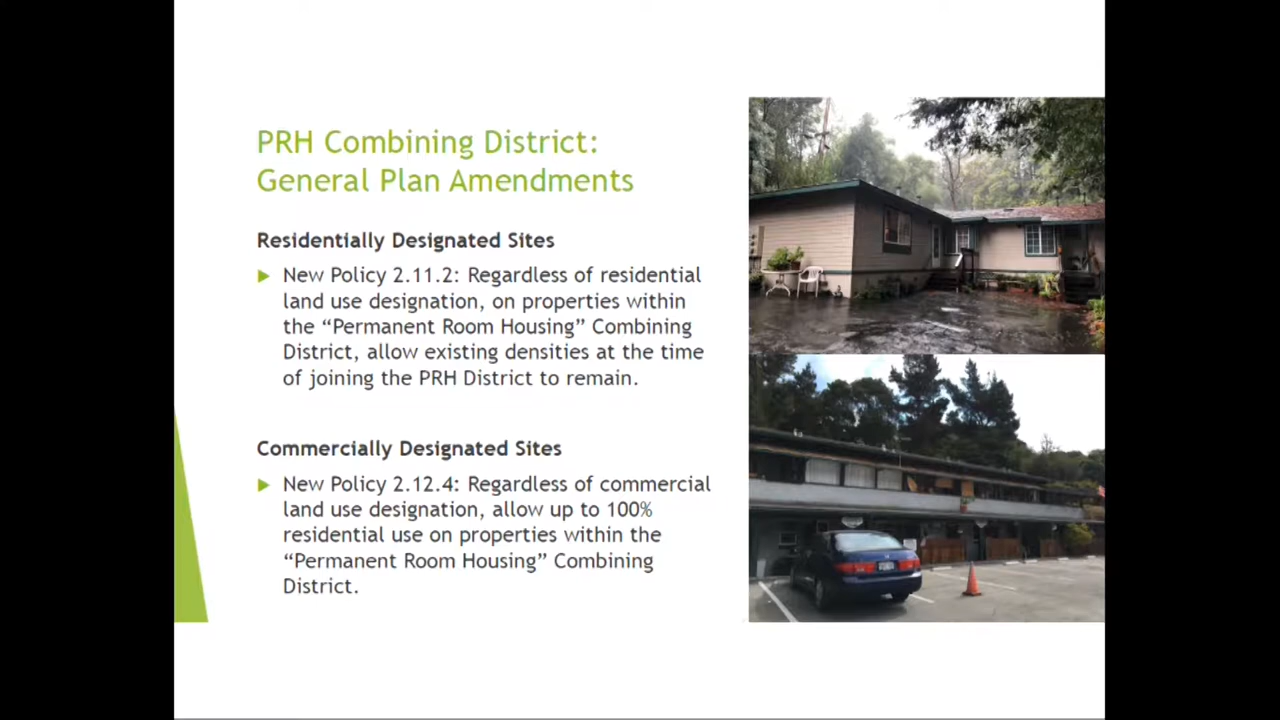 PRH Combining District:
General Plan Amendments
Residentially Designated Sites
New Policy 2.11.2: Regardless of residential
land use designation, on properties within
the “Permanent Room Housing” Combining
District, allow existing densities at the time
of joining the PRH District to remain.
Commercially Designated Sites
New Policy 2.12.4: Regardless of commercial
land use designation, allow up to 100%
residential use on properties within the
“Permanent Room Housing” Combining
District.